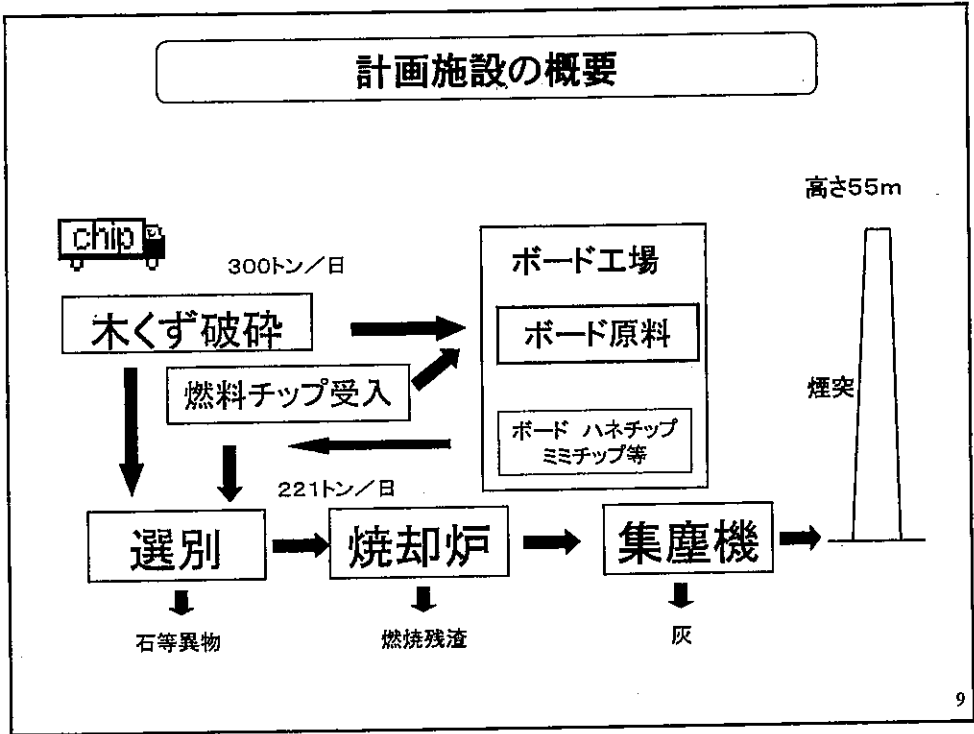 計画施設の概要
高さ55m
chip
300トン／日
ボード工場
木くず破砕
ボード原料
燃料チップ受入
煙突
ボード ハネチップ
ミミチップ等
221トン／日
選別
焼却炉
集塵機
石等異物
燃焼残渣
灰
9